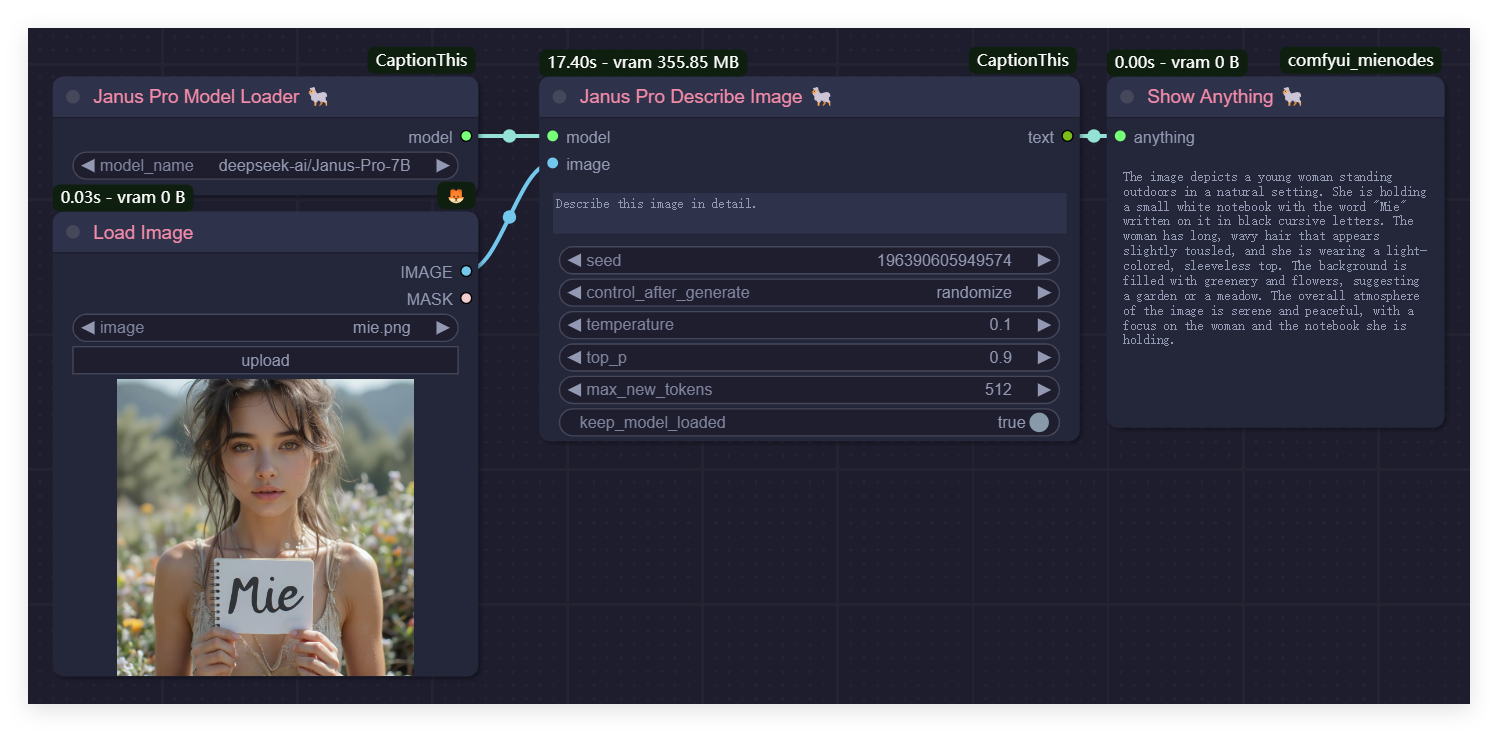 CaptionThis
Janus Pro Model Loader
model
model_name deepseek-ai/Janus-Pro-7B
0.03s - vram 0 B
Load Image
IMAGE
MASK
image mie.png
upload
Mie
17.40s - vram 355.85 MB CaptionThis
Janus Pro Describe Image
model text
image
Describe this image in detail.
seed 196390605949574
control_after_generate randomize
temperature 0.1
top_p 0.9
max_new_tokens 512
keep_model_loaded true
0.00s - vram 0 B comfyui_mienodes
Show Anything
anything
The image depicts a young woman standing
outdoors in a natural setting. She is holding
a small white notebook with the word "Mie"
written on it in black cursive letters. The
woman has long, wavy hair that appears
slightly tousled, and she is wearing a light-
colored, sleeveless top. The background is
filled with greenery and flowers, suggesting
a garden or a meadow. The overall atmosphere
of the image is serene and peaceful, with a
focus on the woman and the notebook she is
holding.